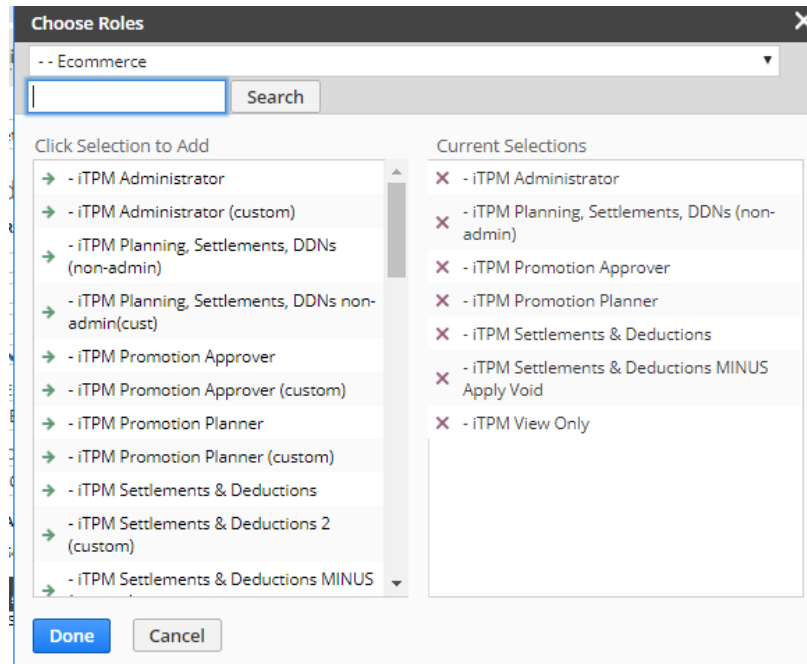 Choose Roles
- - Ecommerce
Search
Click Selection to Add
- iTPM Administrator
- iTPM Administrator (custom)
- iTPM Planning, Settlements, DDNs
(non-admin)
- iTPM Planning, Settlements, DDNs non-
admin(cust)
- iTPM Promotion Approver
- iTPM Promotion Approver (custom)
- iTPM Promotion Planner
- iTPM Promotion Planner (custom)
- iTPM Settlements & Deductions
- iTPM Settlements & Deductions 2
(custom)
- iTPM Settlements & Deductions MINUS
Current Selections
- iTPM Administrator
- iTPM Planning, Settlements, DDNs (non-
admin)
- iTPM Promotion Approver
- iTPM Promotion Planner
- iTPM Settlements & Deductions
- iTPM Settlements & Deductions MINUS
Apply Void
- iTPM View Only
Done
Cancel